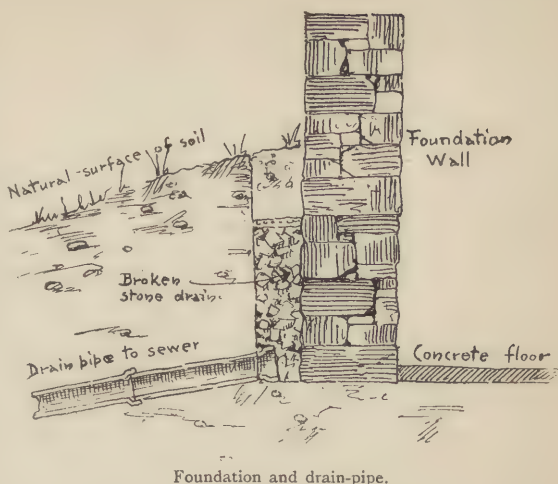 Natural surface of soil
Foundation
Wall
Broken
stone drain.
Drain pipe to sewer
Concrete floor
Foundation and drain-pipe.